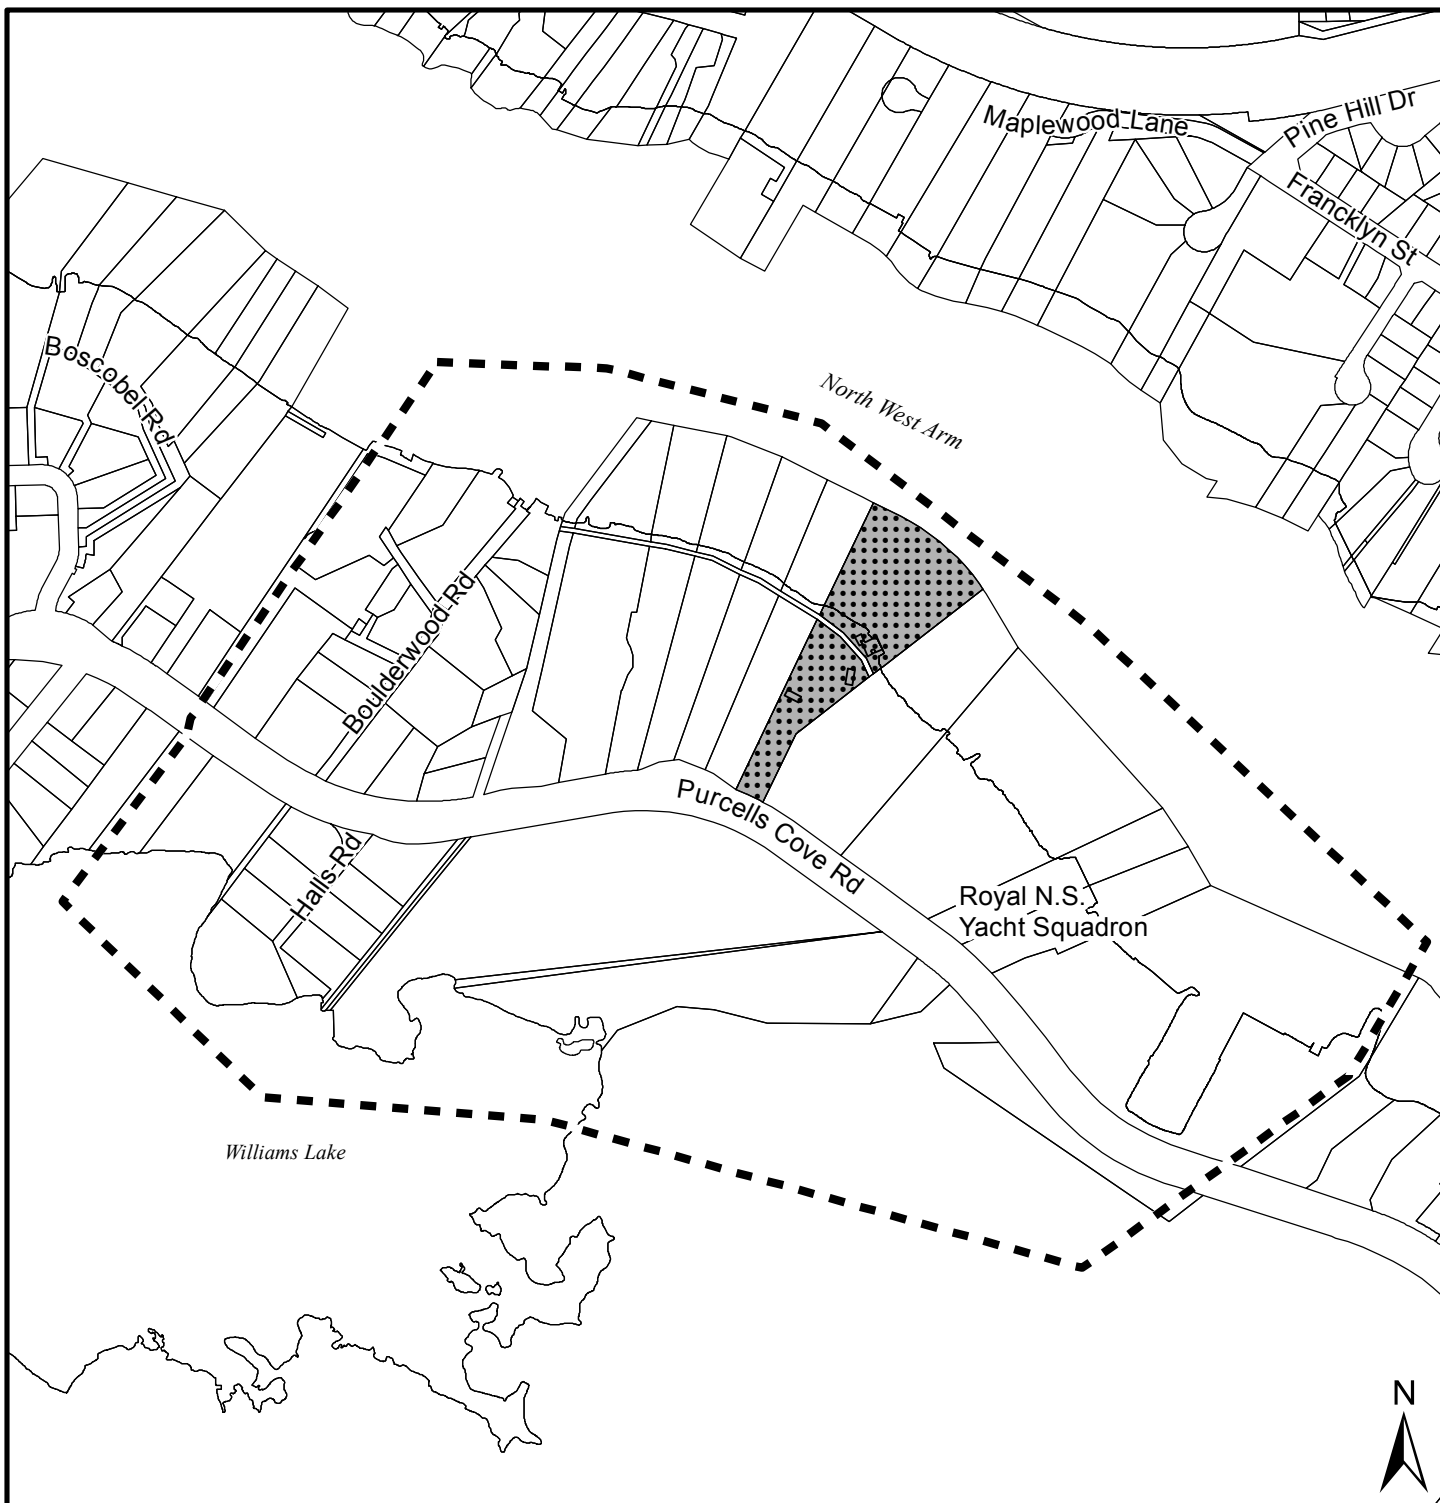 Maplewood Lane
Pine Hill Dr
Francklyn St
Boscobel Rd
North West Arm
Boulderwood Rd
Purcells Cove Rd
Halls Rd
Royal N.S.
Yacht Squadron
Williams Lake
N